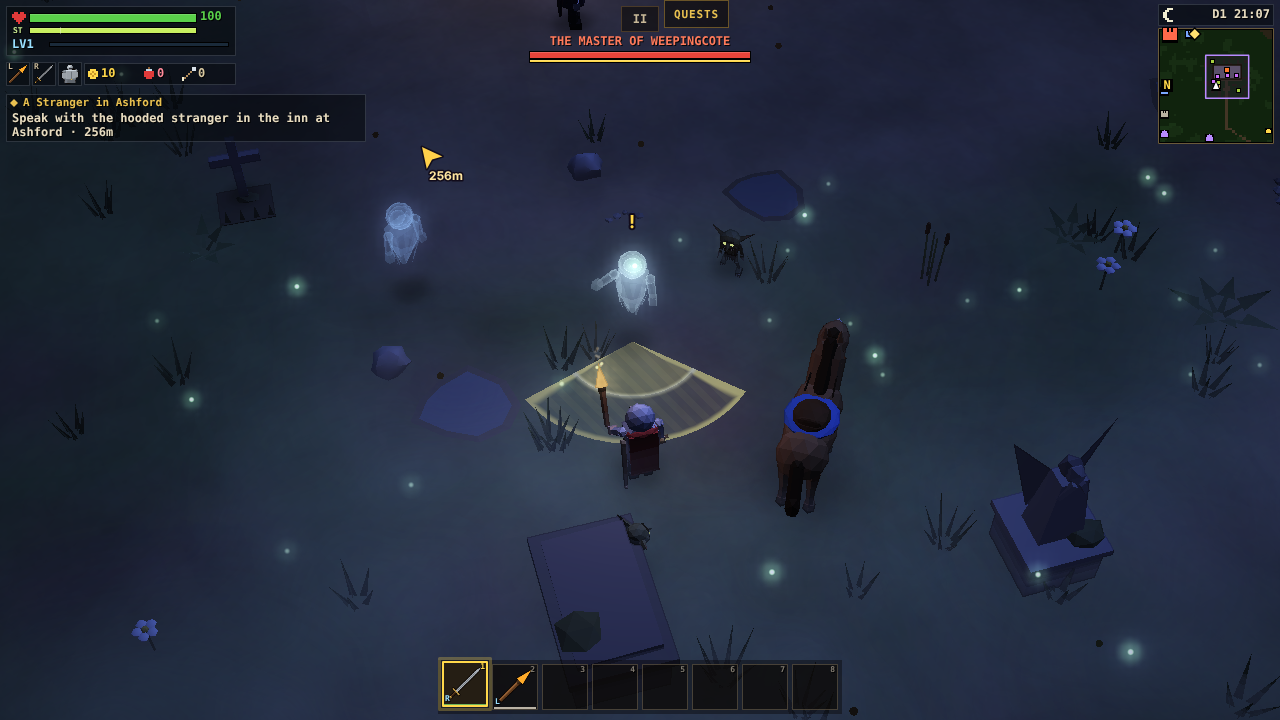 100
ST
LV1
L
R
10
0
0
◆ A Stranger in Ashford
Speak with the hooded stranger in the inn at
Ashford · 256m
II
QUESTS
THE MASTER OF WEEPINGCOTE
D1 21:07
L
N
256m
!
1
R
2
L
3
4
5
6
7
8